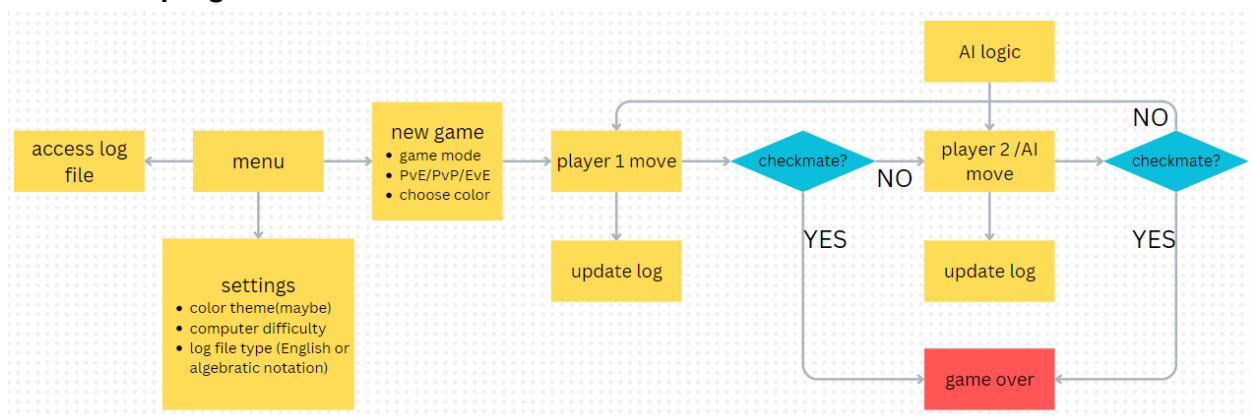 AI logic
NO
access log
file
menu
new game
• game mode
• PvE/PvP/EvE
• choose color
player 1 move
checkmate?
NO
player 2 /AI
move
checkmate?
YES
YES
settings
• color theme(maybe)
• computer difficulty
• log file type (English or
algebratic notation)
update log
update log
game over